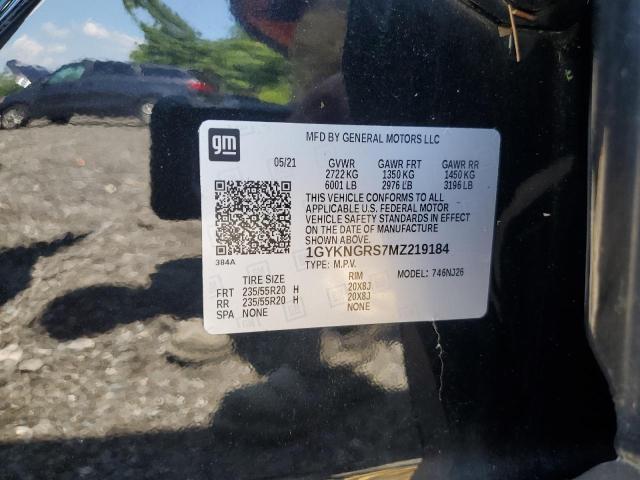 gm
MFD BY GENERAL MOTORS LLC
05/21 GVWR GAWR FRT GAWR RR
2722 KG 1350 KG 1450 KG
6001 LB 2976 LB 3196 LB
THIS VEHICLE CONFORMS TO ALL
APPLICABLE U.S. FEDERAL MOTOR
VEHICLE SAFETY STANDARDS IN EFFECT
ON THE DATE OF MANUFACTURE
SHOWN ABOVE.
384A 1GYKNGRS7MZ219184
TYPE: M.P.V. MODEL: 746NJ26
TIRE SIZE RIM
FRT 235/55R20 H 20X8J
RR 235/55R20 H 20X8J
SPA NONE NONE